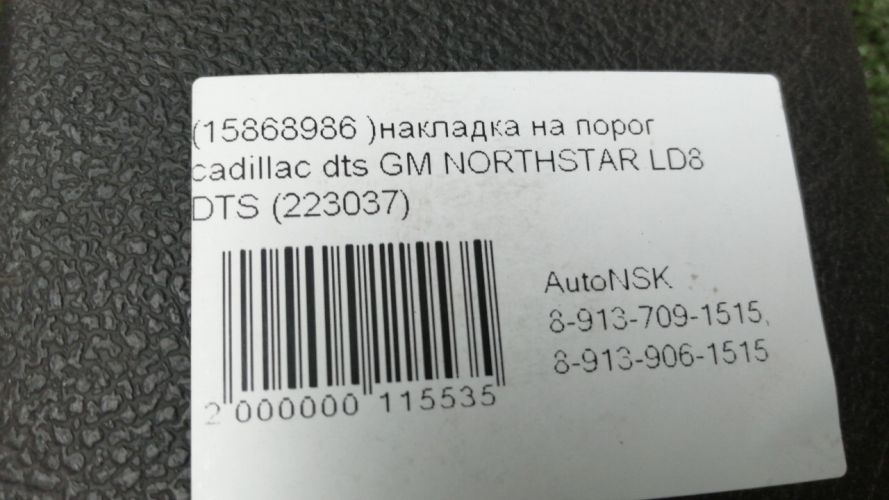 (15868986 )накладка на порог
cadillac dts GM NORTHSTAR LD8
DTS (223037)
AutoNSK
8-913-709-1515,
8-913-906-1515
2 000000 115535